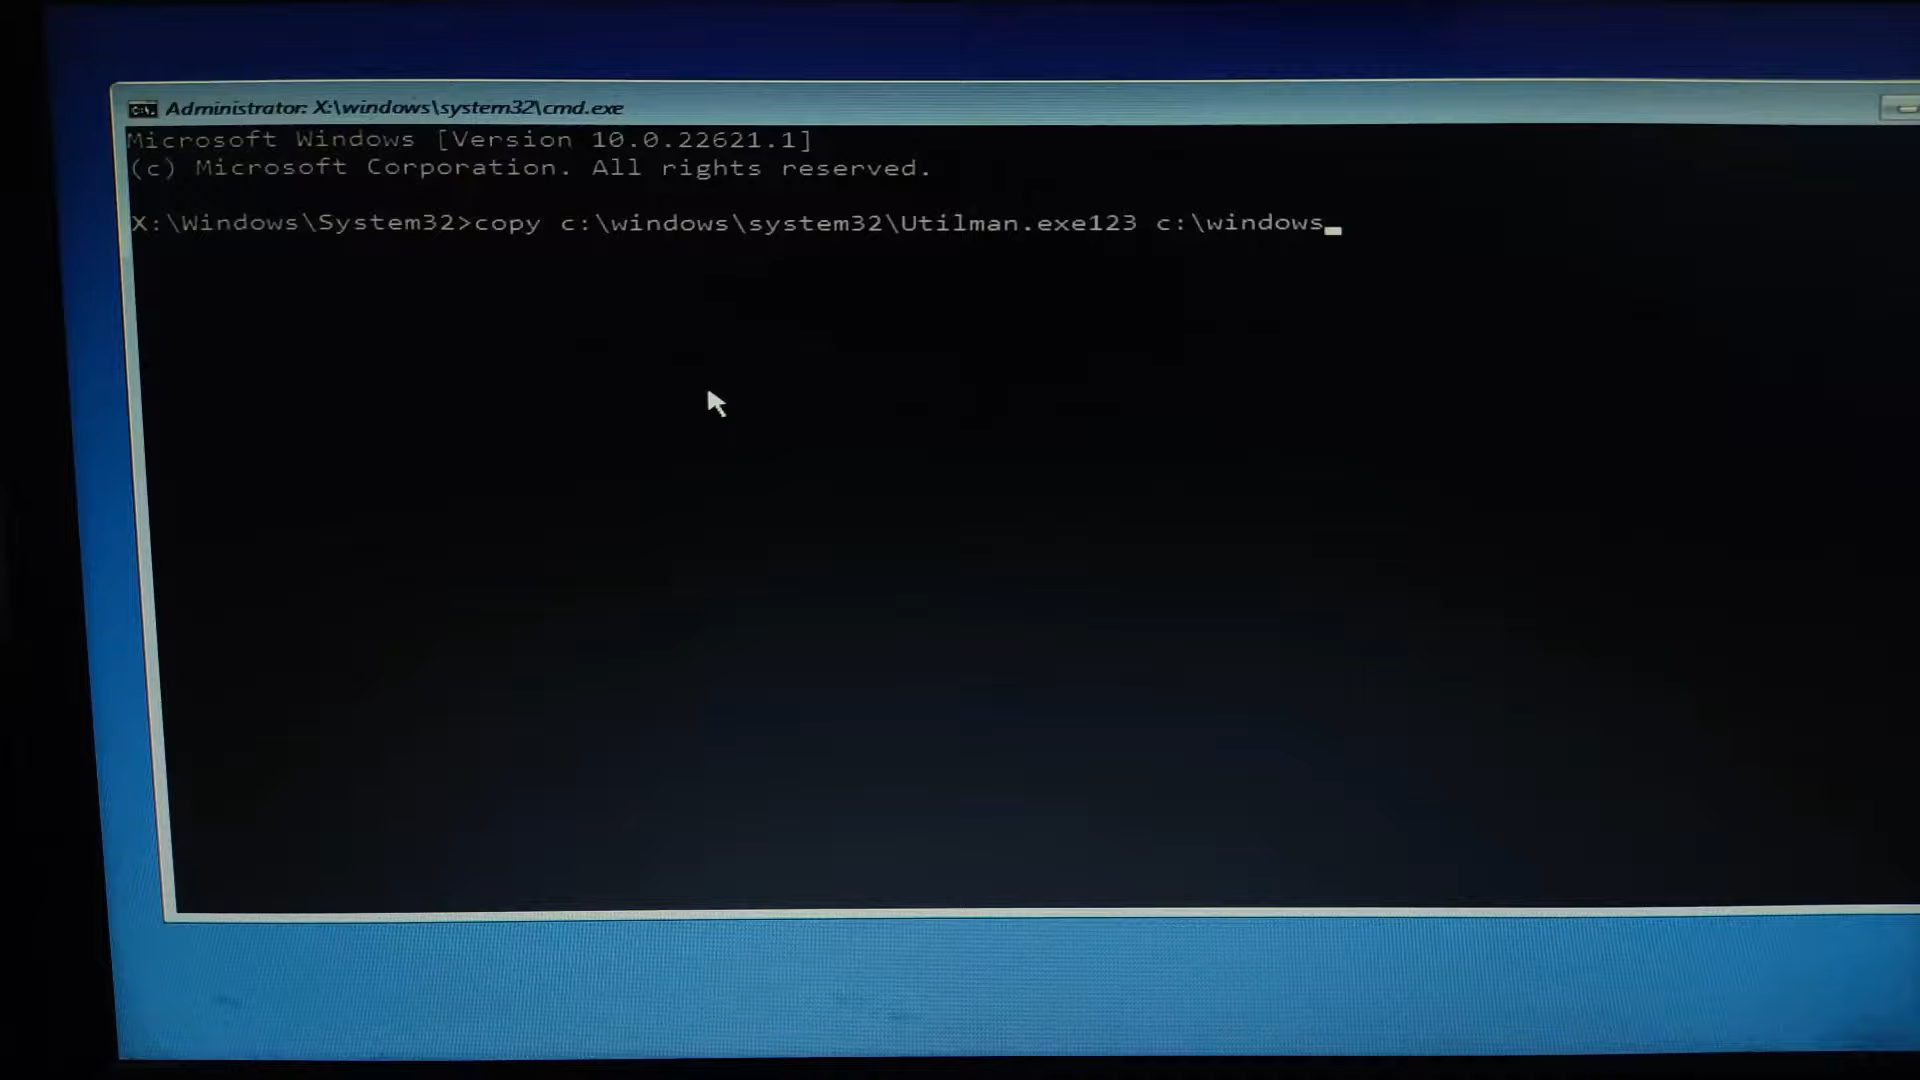 Administrator: X:\windows\system32\cmd.exe
Microsoft Windows [Version 10.0.22621.1]
(c) Microsoft Corporation. All rights reserved.
X:\Windows\System32>copy c:\windows\system32\Utilman.exe123 c:\windows